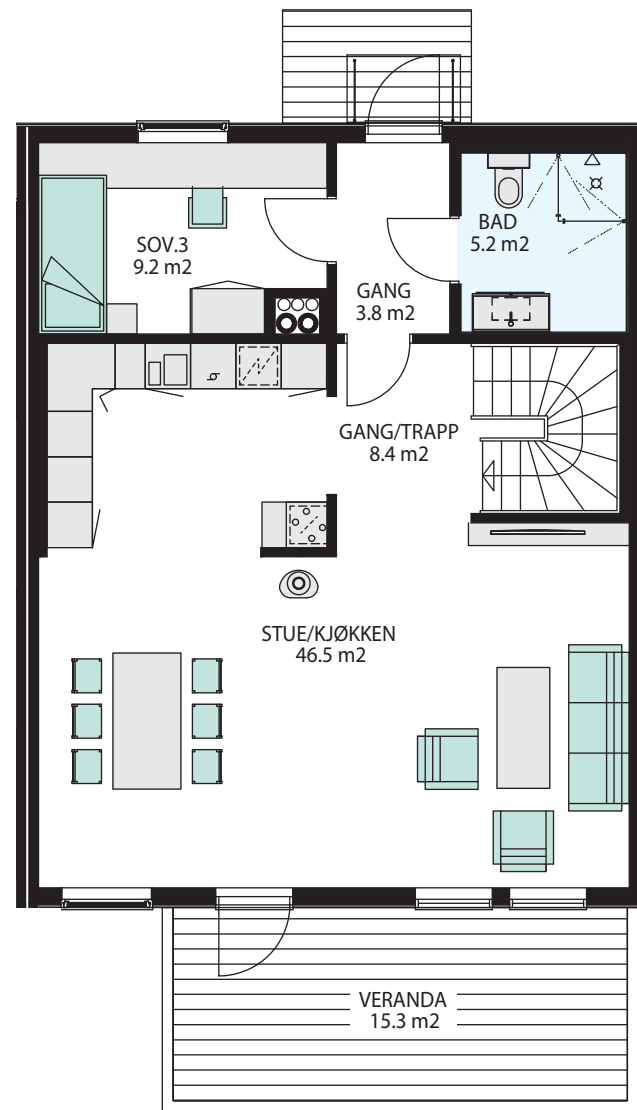 SOV.3
9.2 m2
BAD
5.2 m2
GANG
3.8 m2
GANG/TRAPP
8.4 m2
STUE/KJØKKEN
46.5 m2
VERANDA
15.3 m2